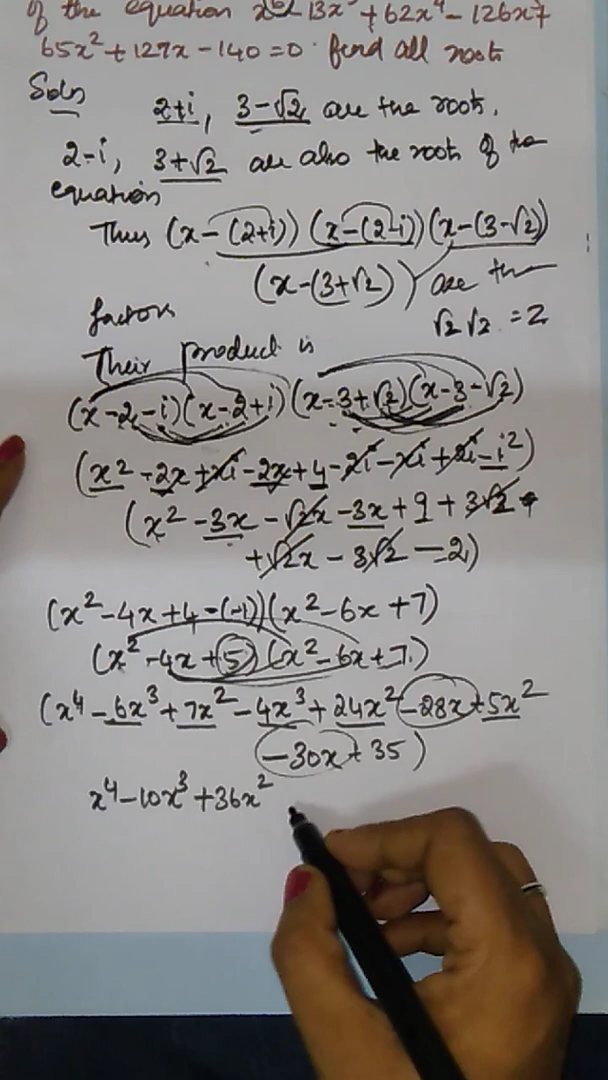 of the equation x⁶ - 13x⁵ + 62x⁴ - 126x³ +
65x² + 127x - 140 = 0. find all roots
Soln
2+i, 3-√2 are the roots.
2-i, 3+√2 are also the roots of the
equation
Thus (x-(2+i)) (x-(2-i)) (x-(3-√2))
(x-(3+√2)) are the
factors
√2 √2 = 2
Their product is
(x-2-i)(x-2+i)(x-3+√2)(x-3-√2)
(x² -2x+xi-2x+4-2i-xi+2i-i²)
(x² -3x -√2x -3x +9 +3√2
+√2x -3√2 -2)
(x²-4x+4-(-1))(x²-6x+7)
(x²-4x+5)(x²-6x+7)
(x⁴-6x³+7x²-4x³+24x²-28x+5x²
-30x+35)
x⁴-10x³+36x²